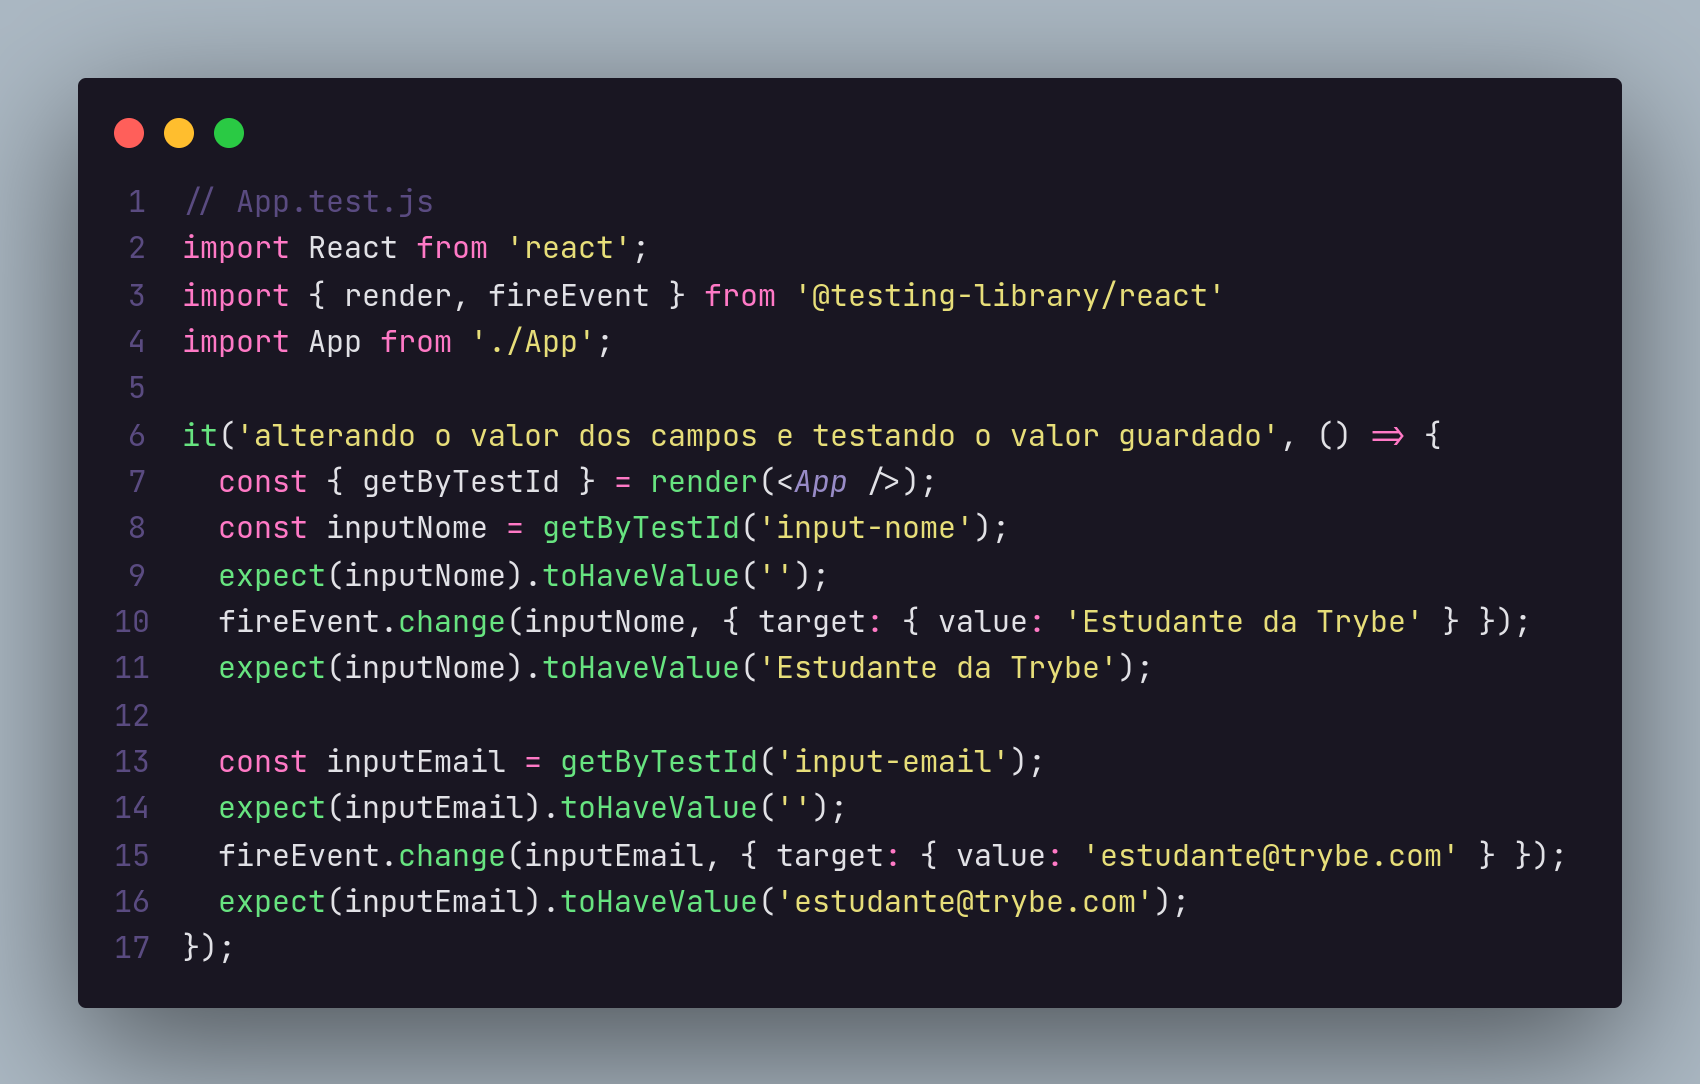 1 // App.test.js
2 import React from 'react';
3 import { render, fireEvent } from '@testing-library/react'
4 import App from './App';
5
6 it('alterando o valor dos campos e testando o valor guardado', () => {
7   const { getByTestId } = render(<App />);
8   const inputNome = getByTestId('input-nome');
9   expect(inputNome).toHaveValue('');
10   fireEvent.change(inputNome, { target: { value: 'Estudante da Trybe' } });
11   expect(inputNome).toHaveValue('Estudante da Trybe');
12
13   const inputEmail = getByTestId('input-email');
14   expect(inputEmail).toHaveValue('');
15   fireEvent.change(inputEmail, { target: { value: 'estudante@trybe.com' } });
16   expect(inputEmail).toHaveValue('estudante@trybe.com');
17 });